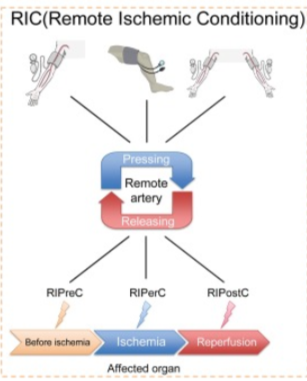 RIC(Remote Ischemic Conditioning)
Pressing
Remote
artery
Releasing
RIPreC
RIPerC
RIPostC
Before ischemia
Ischemia
Reperfusion
Affected organ